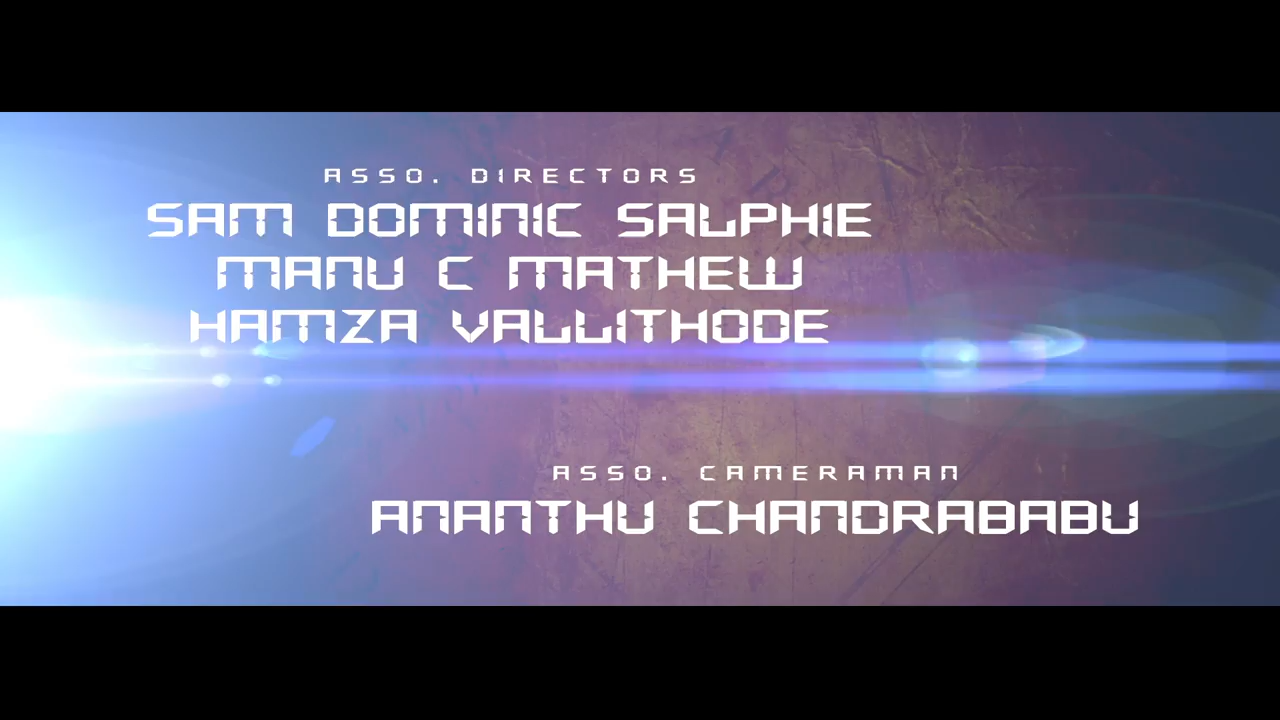 ASSO. DIRECTORS
SAM DOMINIC SALPHIE
MANU C MATHEW
HAMZA VALLITHODE
ASSO. CAMERAMAN
ANANTHU CHANDRABABU